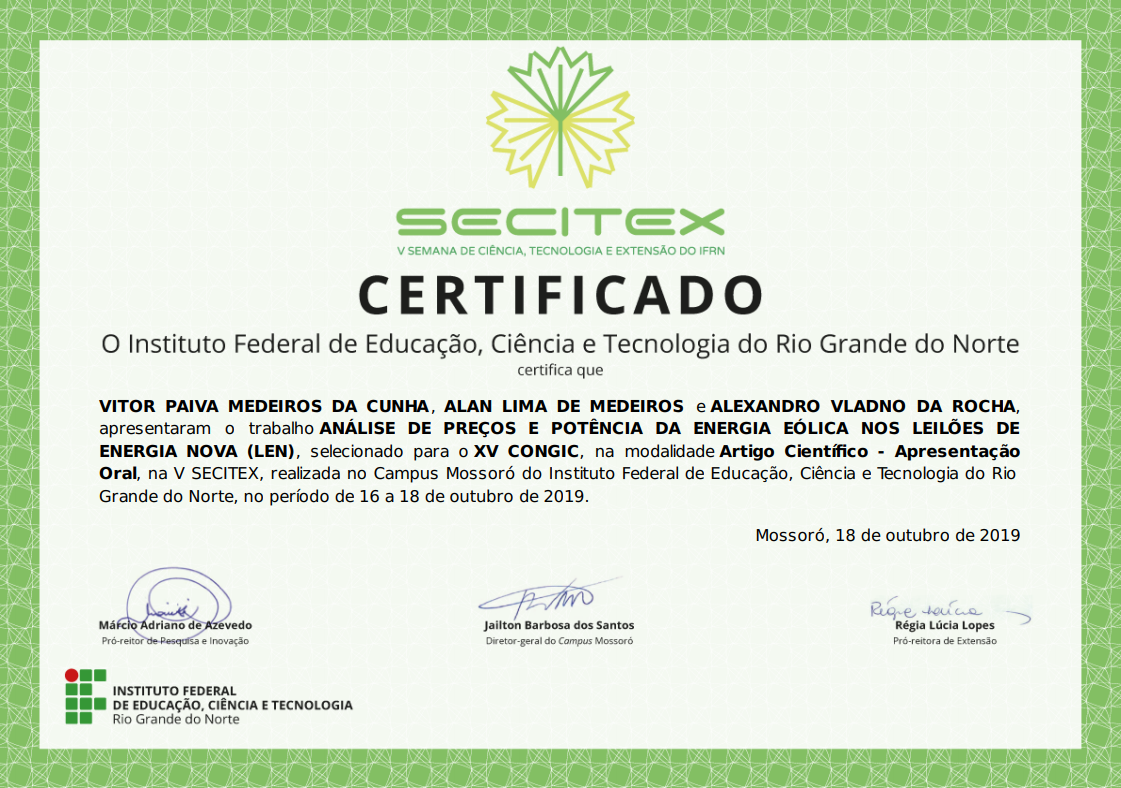 SECITEX
V SEMANA DE CIÊNCIA, TECNOLOGIA E EXTENSÃO DO IFRN
CERTIFICADO
O Instituto Federal de Educação, Ciência e Tecnologia do Rio Grande do Norte
certifica que
VITOR PAIVA MEDEIROS DA CUNHA, ALAN LIMA DE MEDEIROS e ALEXANDRO VLADNO DA ROCHA,
apresentaram o trabalho ANÁLISE DE PREÇOS E POTÊNCIA DA ENERGIA EÓLICA NOS LEILÕES DE
ENERGIA NOVA (LEN), selecionado para o XV CONGIC, na modalidade Artigo Científico - Apresentação
Oral, na V SECITEX, realizada no Campus Mossoró do Instituto Federal de Educação, Ciência e Tecnologia do Rio
Grande do Norte, no período de 16 a 18 de outubro de 2019.
Mossoró, 18 de outubro de 2019
Márcio Adriano de Azevedo
Pró-reitor de Pesquisa e Inovação
Jailton Barbosa dos Santos
Diretor-geral do Campus Mossoró
Régia Lúcia Lopes
Pró-reitora de Extensão
INSTITUTO FEDERAL
DE EDUCAÇÃO, CIÊNCIA E TECNOLOGIA
Rio Grande do Norte